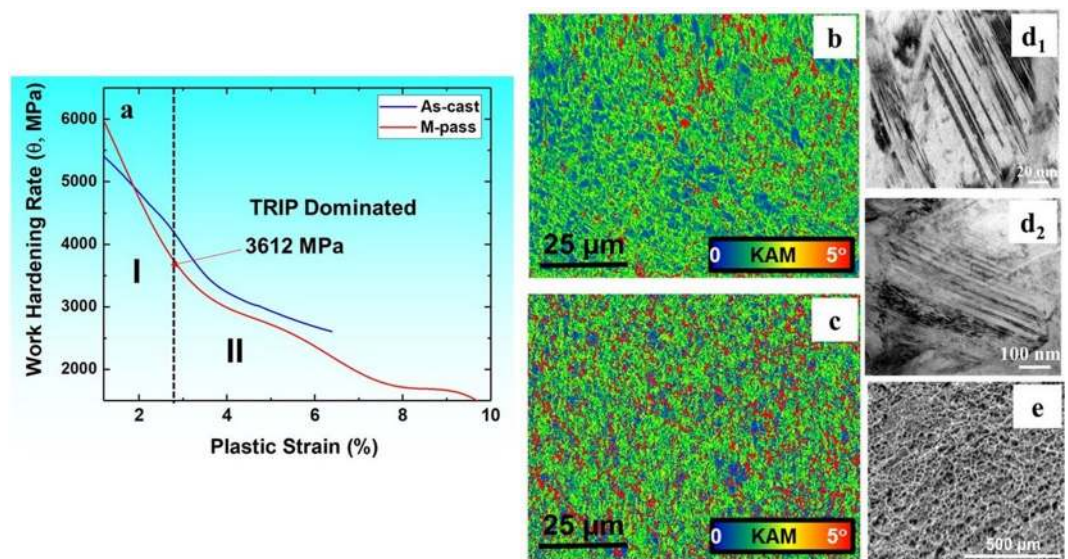 a
As-cast
M-pass
6000
5000
4000
3000
2000
Work Hardening Rate (θ, MPa)
TRIP Dominated
3612 MPa
I
II
2 4 6 8 10
Plastic Strain (%)
b
25 µm
0 KAM 5°
c
25 µm
0 KAM 5°
d1
20 nm
d2
100 nm
e
500 µm